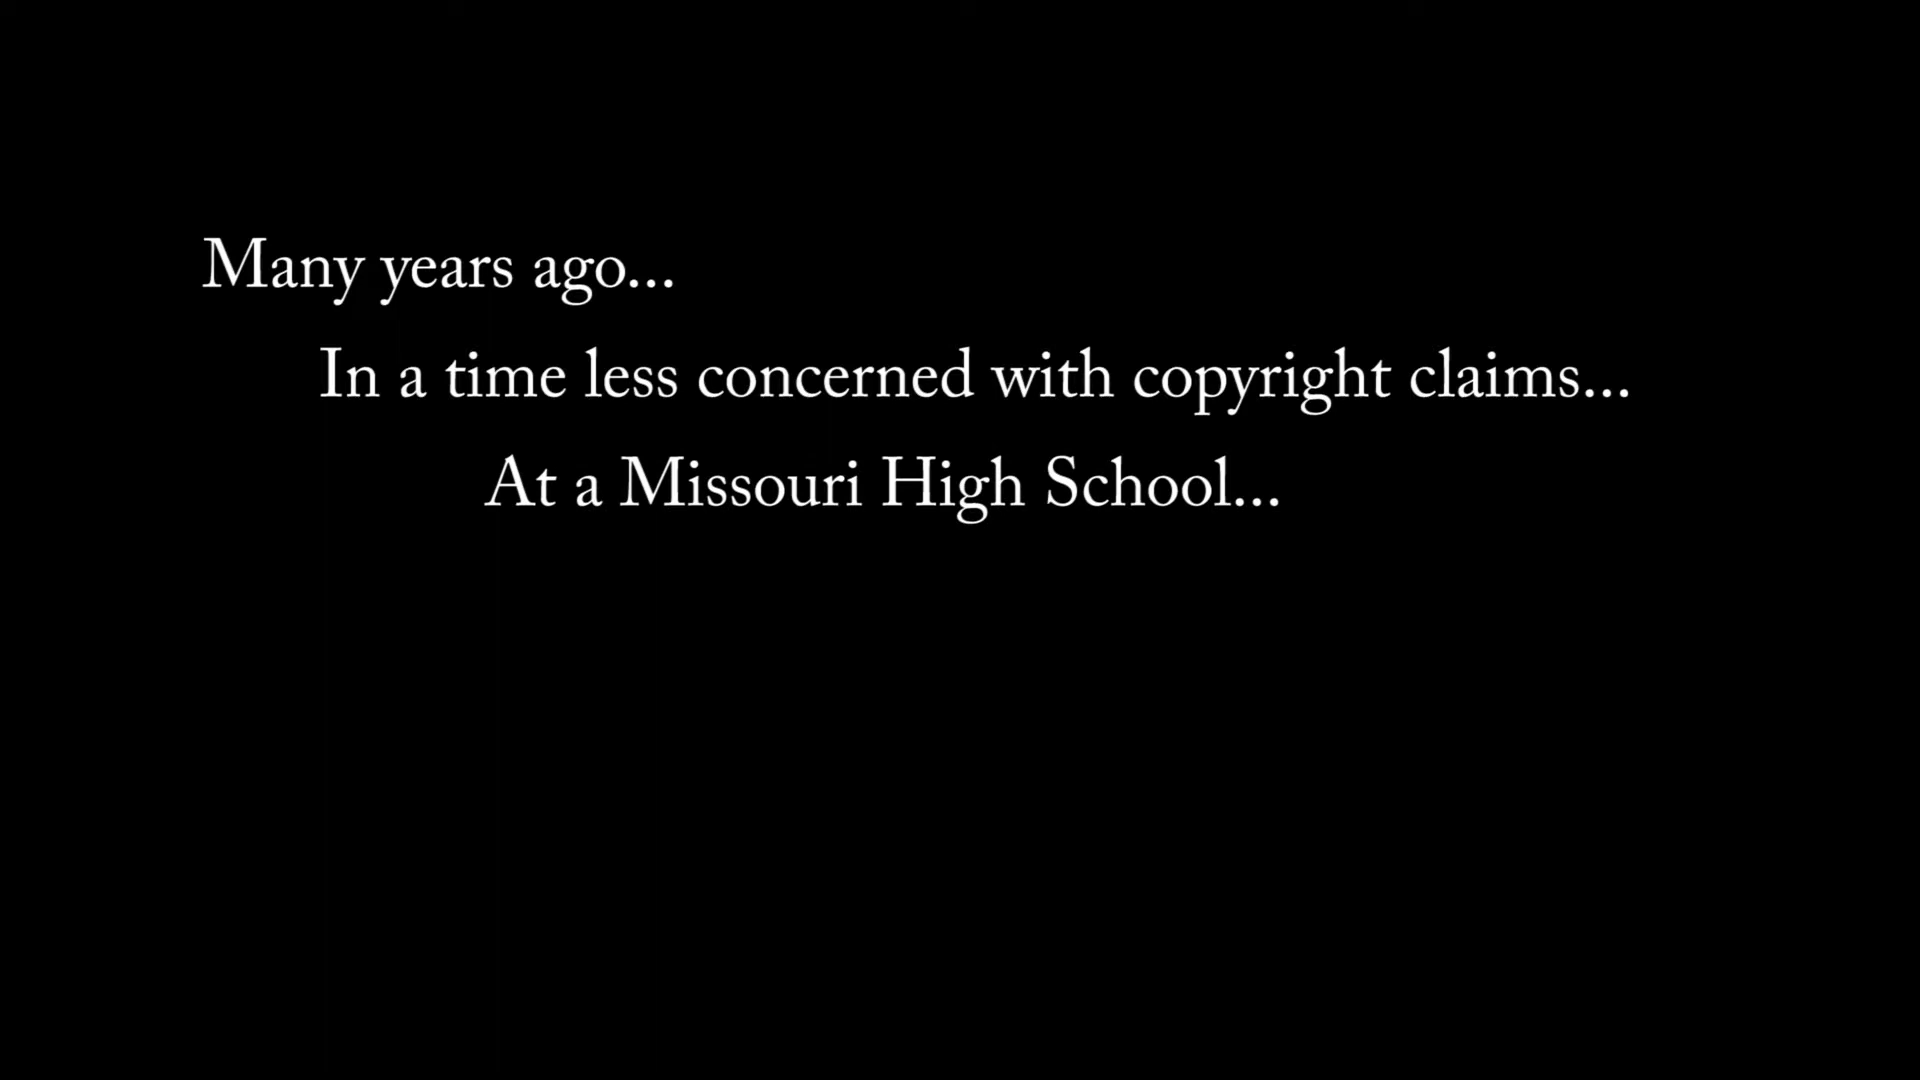 Many years ago...
In a time less concerned with copyright claims...
At a Missouri High School...